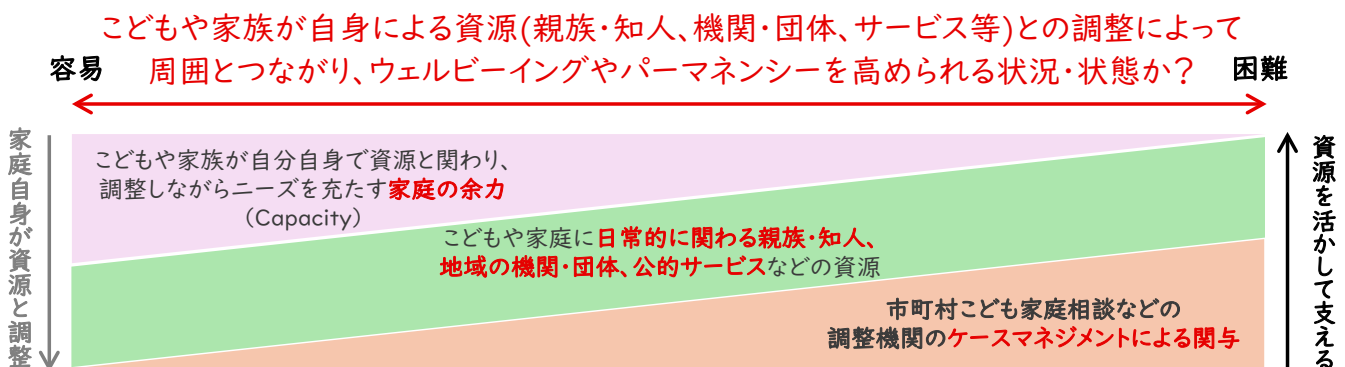 こどもや家族が自身による資源(親族・知人、機関・団体、サービス等)との調整によって
周囲とつながり、ウェルビーイングやパーマネンシーを高められる状況・状態か?
容易
困難
家庭自身が資源と調整
こどもや家族が自分自身で資源と関わり、
調整しながらニーズを充たす家庭の余力
(Capacity)
こどもや家庭に日常的に関わる親族・知人、
地域の機関・団体、公的サービスなどの資源
市町村こども家庭相談などの
調整機関のケースマネジメントによる関与
資源を活かして支える